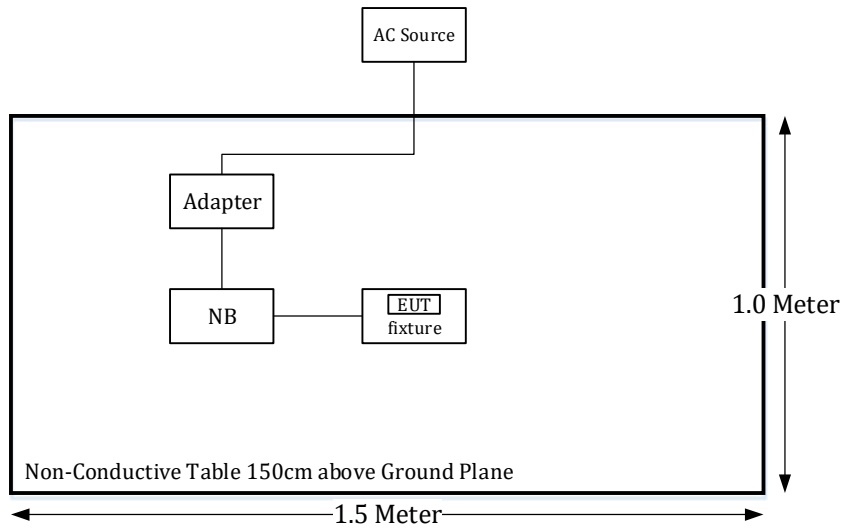 AC Source
Adapter
NB
EUT
fixture
1.0 Meter
Non-Conductive Table 150cm above Ground Plane
1.5 Meter